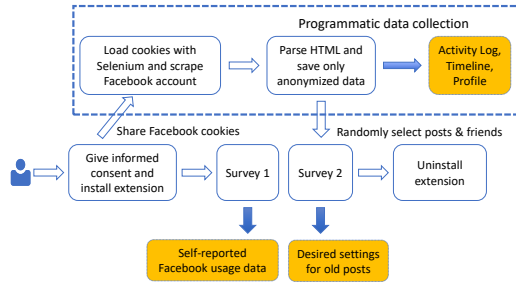 Programmatic data collection
Load cookies with
Selenium and scrape
Facebook account
Parse HTML and
save only
anonymized data
Activity Log,
Timeline,
Profile
Share Facebook cookies
Randomly select posts & friends
Give informed
consent and
install extension
Survey 1
Survey 2
Uninstall
extension
Self-reported
Facebook usage data
Desired settings
for old posts